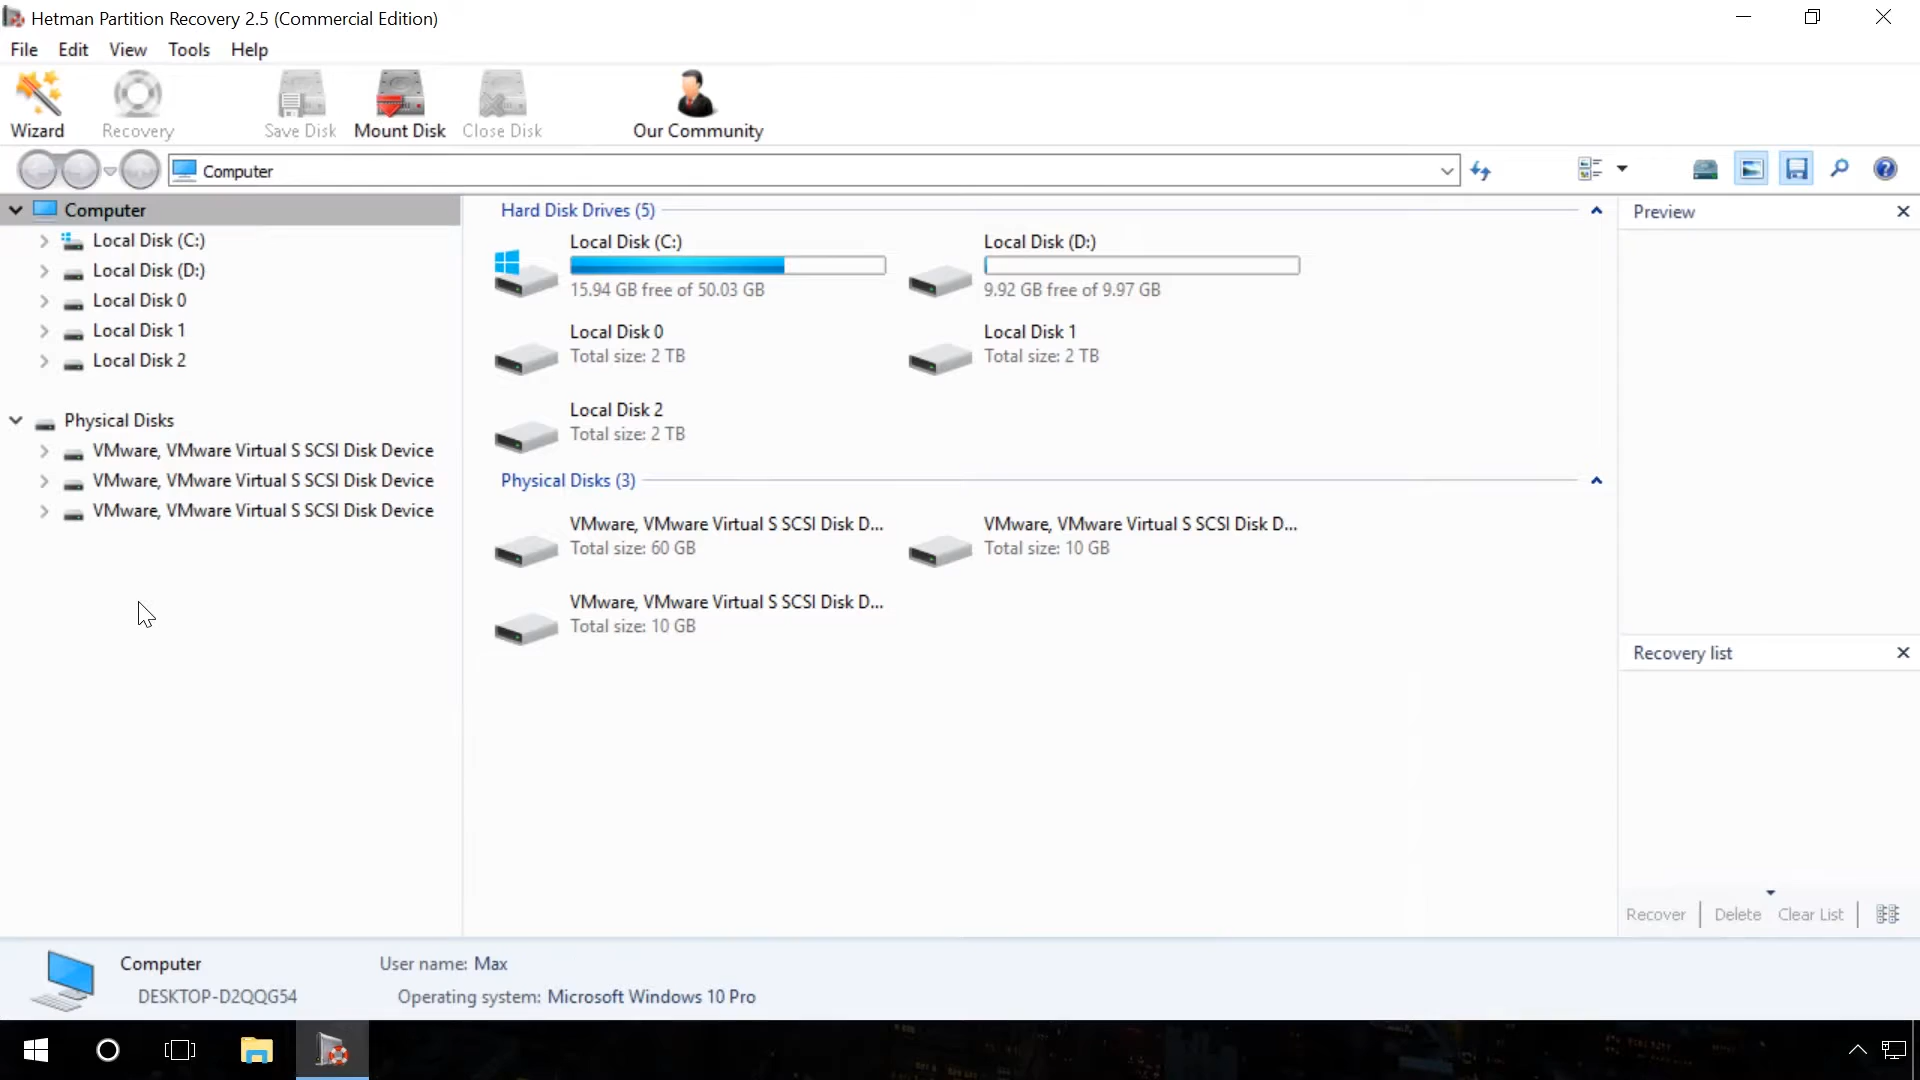 Hetman Partition Recovery 2.5 (Commercial Edition)
File Edit View Tools Help
Wizard Recovery Save Disk Mount Disk Close Disk Our Community
Computer
Computer
Local Disk (C:)
Local Disk (D:)
Local Disk 0
Local Disk 1
Local Disk 2
Physical Disks
VMware, VMware Virtual S SCSI Disk Device
VMware, VMware Virtual S SCSI Disk Device
VMware, VMware Virtual S SCSI Disk Device
Hard Disk Drives (5)
Local Disk (C:)
15.94 GB free of 50.03 GB
Local Disk (D:)
9.92 GB free of 9.97 GB
Local Disk 0
Total size: 2 TB
Local Disk 1
Total size: 2 TB
Local Disk 2
Total size: 2 TB
Physical Disks (3)
VMware, VMware Virtual S SCSI Disk D...
Total size: 60 GB
VMware, VMware Virtual S SCSI Disk D...
Total size: 10 GB
VMware, VMware Virtual S SCSI Disk D...
Total size: 10 GB
Preview
Recovery list
Recover Delete Clear List
Computer
DESKTOP-D2QQG54
User name: Max
Operating system: Microsoft Windows 10 Pro